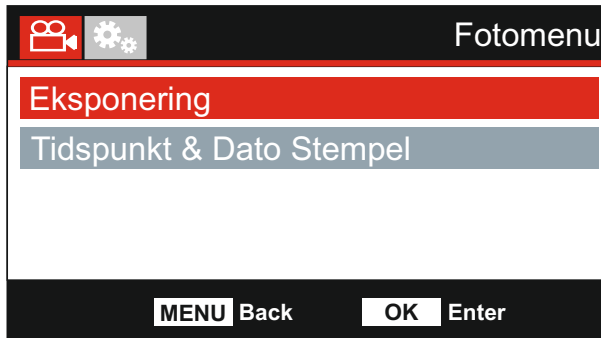 Fotomenu
Eksponering
Tidspunkt & Dato Stempel
MENU Back OK Enter